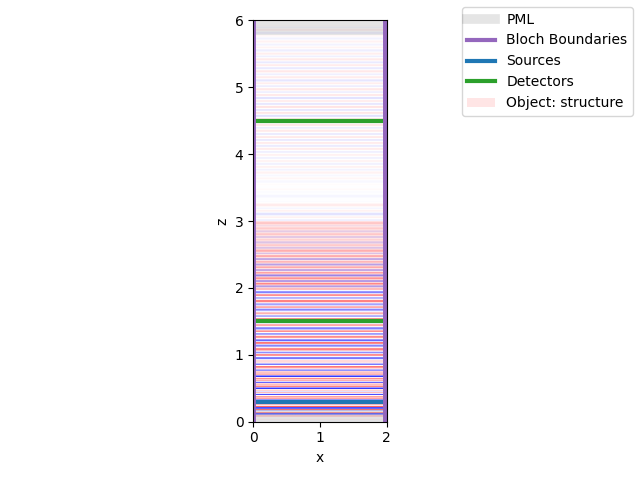 PML
Bloch Boundaries
Sources
Detectors
Object: structure
6
5
4
3
2
1
0
z
0 1 2
x